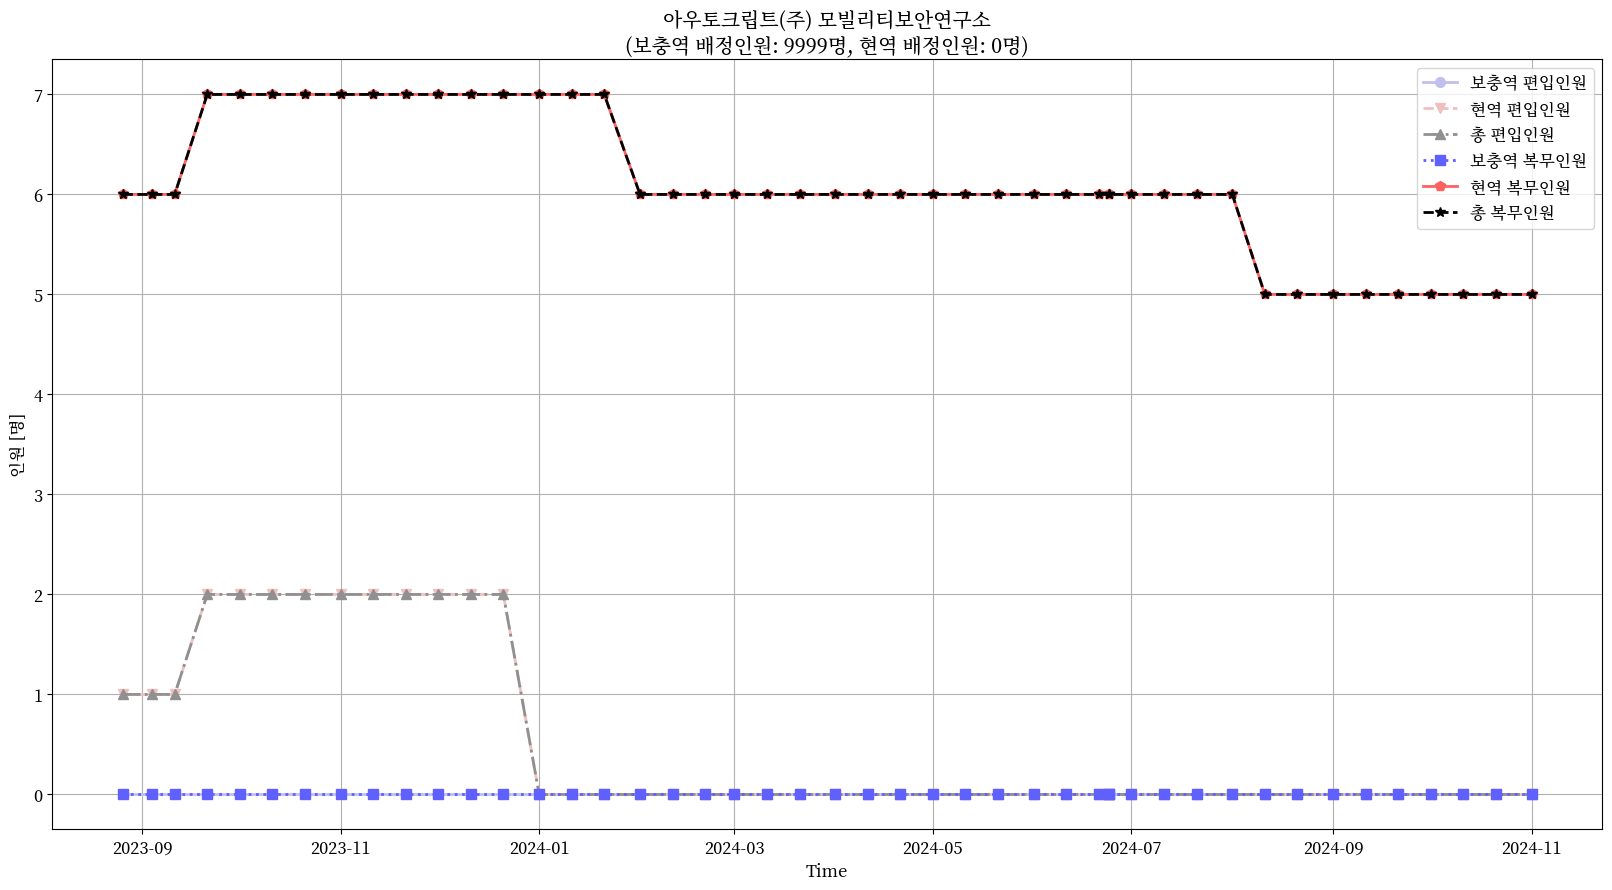 아우토크립트(주) 모빌리티보안연구소
(보충역 배정인원: 9999명, 현역 배정인원: 0명)
보충역 편입인원
현역 편입인원
총 편입인원
보충역 복무인원
현역 복무인원
총 복무인원
인원 [명]
7
6
5
4
3
2
1
0
2023-09
2023-11
2024-01
2024-03
2024-05
2024-07
2024-09
2024-11
Time